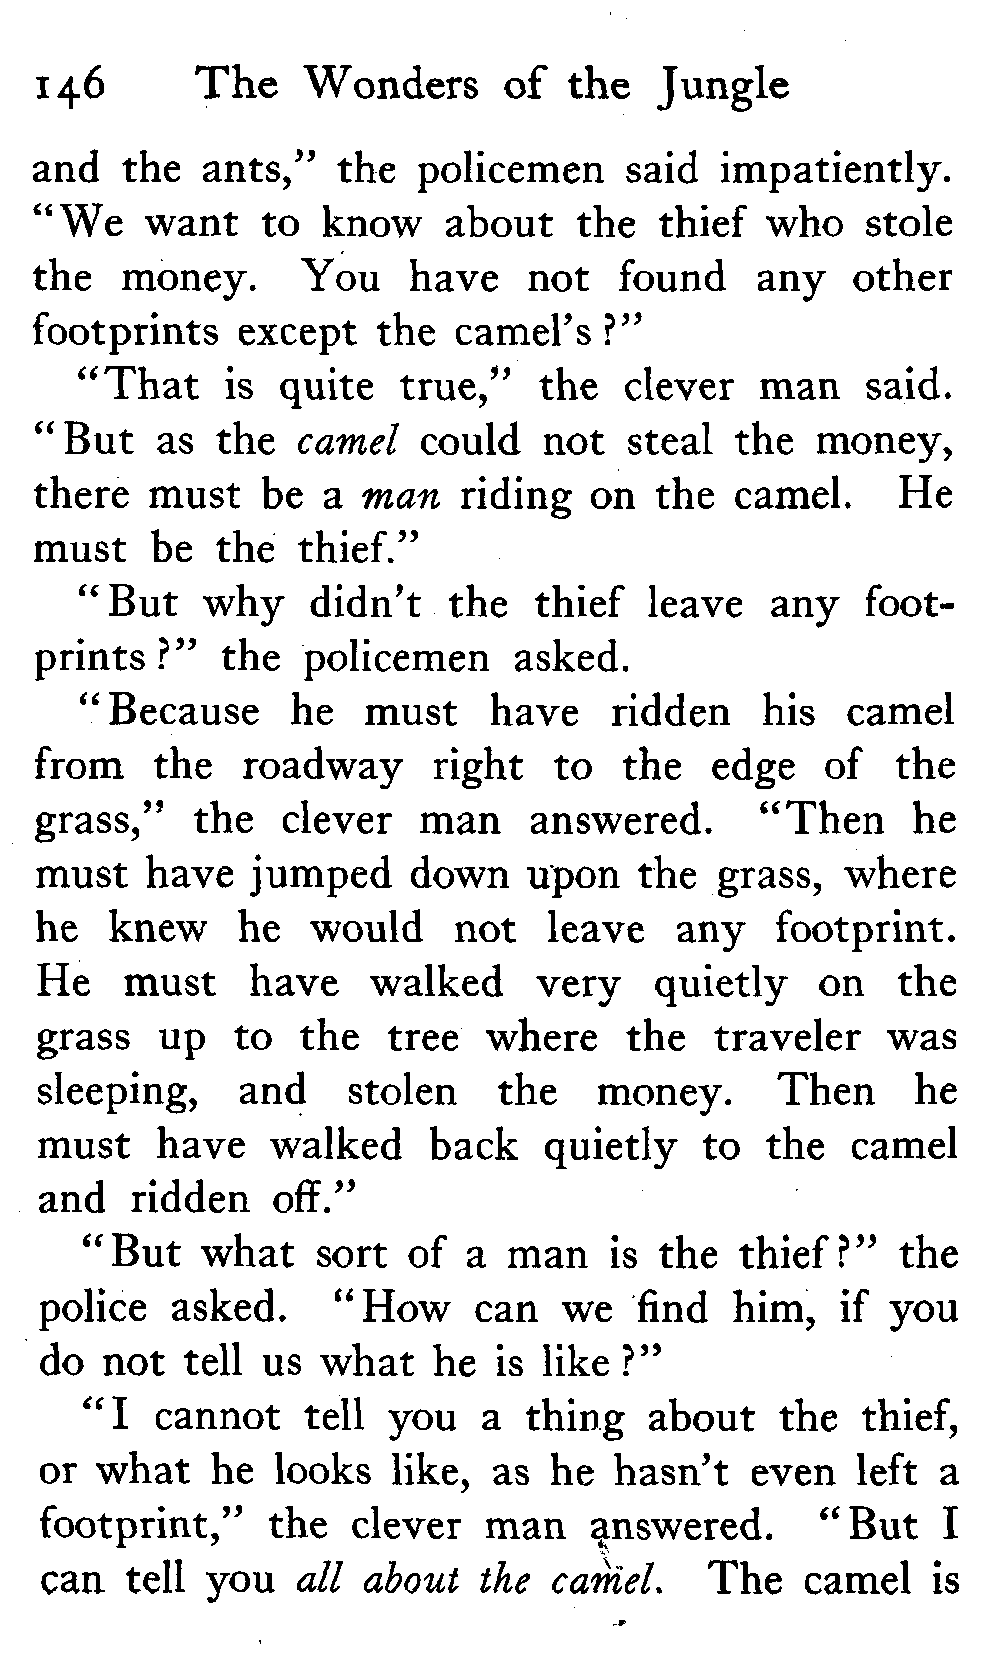 146 The Wonders of the Jungle
and the ants," the policemen said impatiently.
"We want to know about the thief who stole
the money. You have not found any other
footprints except the camel's?"
"That is quite true," the clever man said.
"But as the camel could not steal the money,
there must be a man riding on the camel. He
must be the thief."
"But why didn't the thief leave any foot-
prints?" the policemen asked.
"Because he must have ridden his camel
from the roadway right to the edge of the
grass," the clever man answered. "Then he
must have jumped down upon the grass, where
he knew he would not leave any footprint.
He must have walked very quietly on the
grass up to the tree where the traveler was
sleeping, and stolen the money. Then he
must have walked back quietly to the camel
and ridden off."
"But what sort of a man is the thief?" the
police asked. "How can we find him, if you
do not tell us what he is like?"
"I cannot tell you a thing about the thief,
or what he looks like, as he hasn't even left a
footprint," the clever man answered. "But I
can tell you all about the camel. The camel is